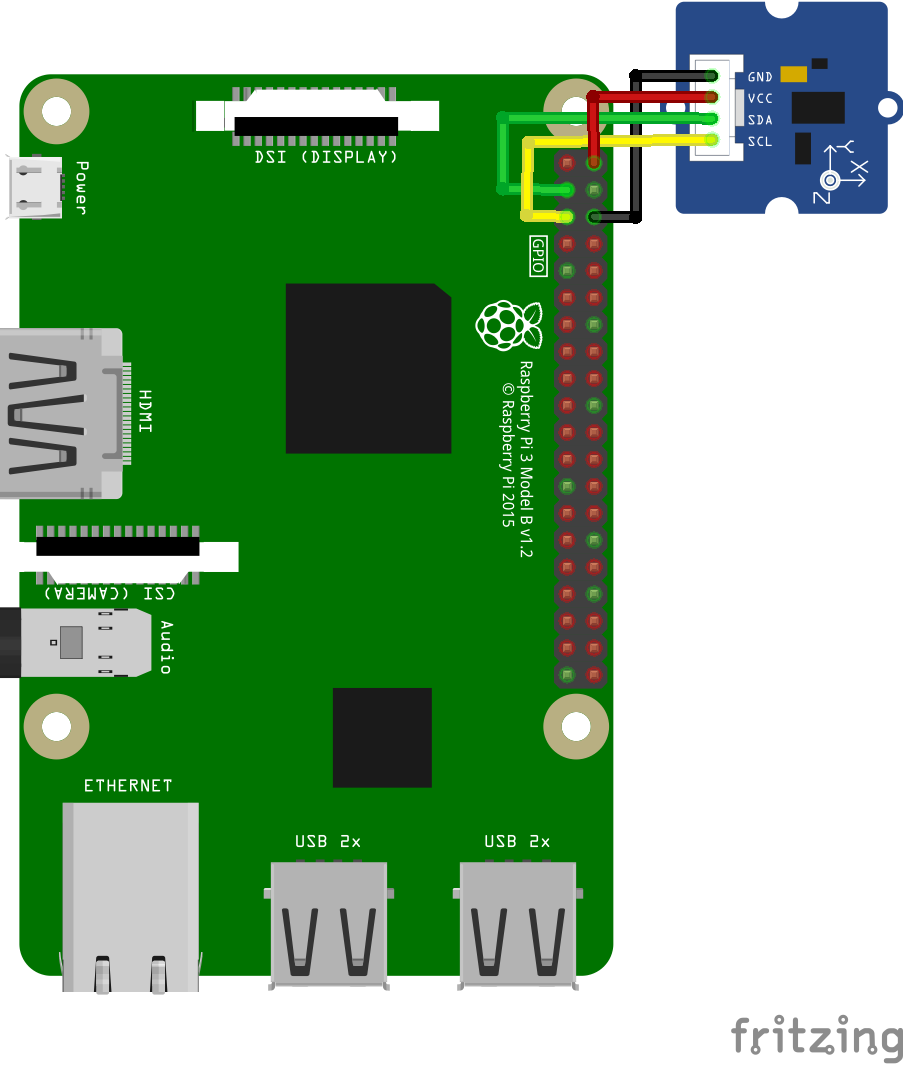 DSI (DISPLAY)
GND
VCC
SDA
SCL
Y
X
Z
Power
GPIO
HDMI
Raspberry Pi 3 Model B v1.2
© Raspberry Pi 2015
CSI (CAMERA)
Audio
ETHERNET
USB 2x
USB 2x
fritzing